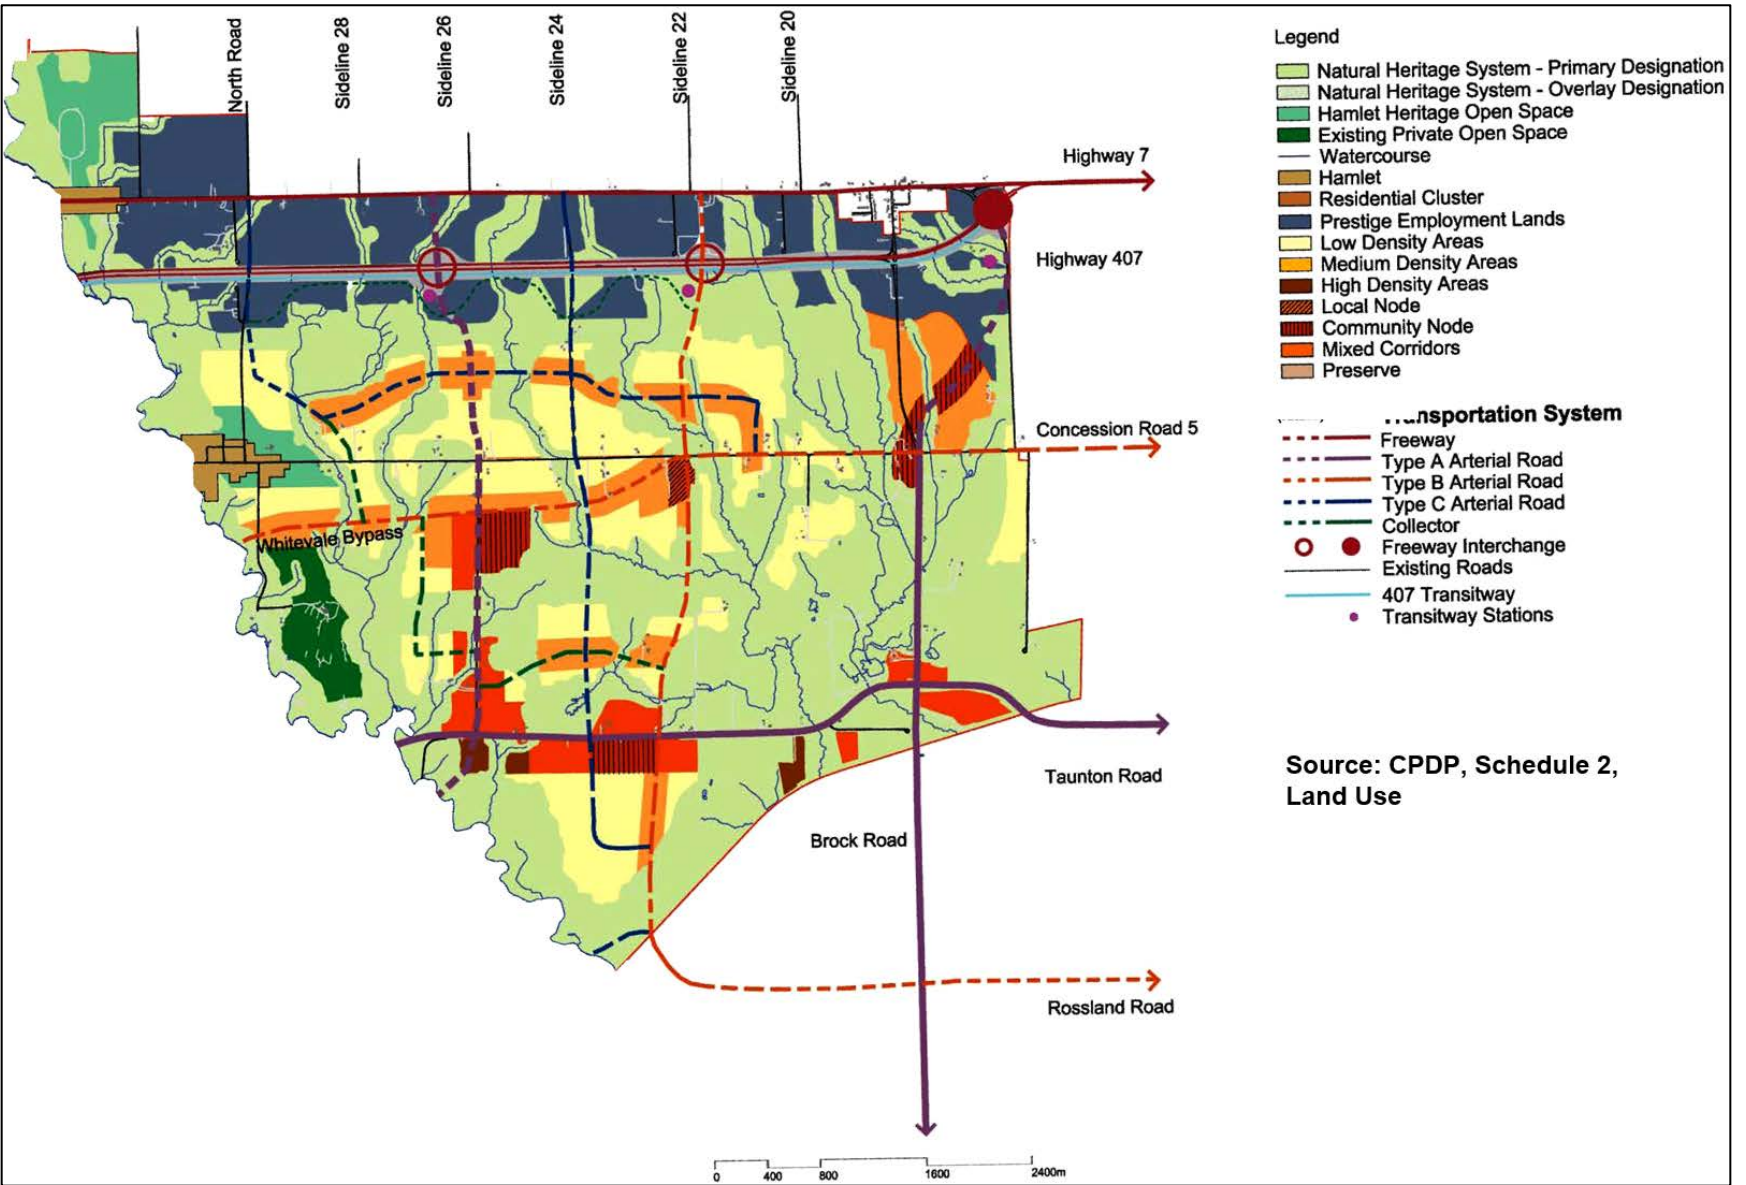 North Road
Sideline 28
Sideline 26
Sideline 24
Sideline 22
Sideline 20
Highway 7
Highway 407
Concession Road 5
Whitevale Bypass
Taunton Road
Brock Road
Rossland Road
0 400 800 1600 2400m
Legend
Natural Heritage System - Primary Designation
Natural Heritage System - Overlay Designation
Hamlet Heritage Open Space
Existing Private Open Space
Watercourse
Hamlet
Residential Cluster
Prestige Employment Lands
Low Density Areas
Medium Density Areas
High Density Areas
Local Node
Community Node
Mixed Corridors
Preserve
System
Freeway
Type A Arterial Road
Type B Arterial Road
Type C Arterial Road
Collector
Freeway Interchange
Existing Roads
407 Transitway
Transitway Stations
Source: CPDP, Schedule 2,
Land Use